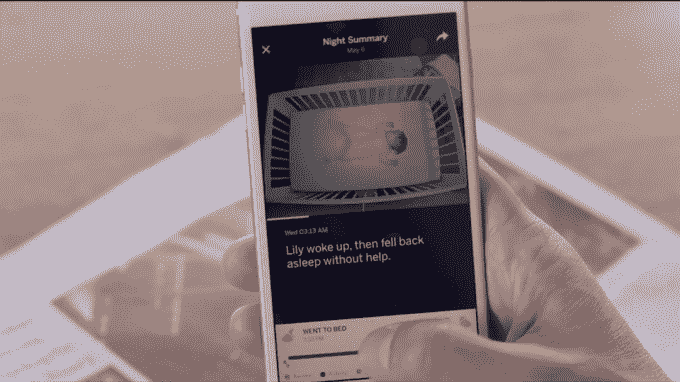 Night Summary
May 6
Wed 03:13 AM
Lily woke up, then fell back
asleep without help.
WENT TO BED